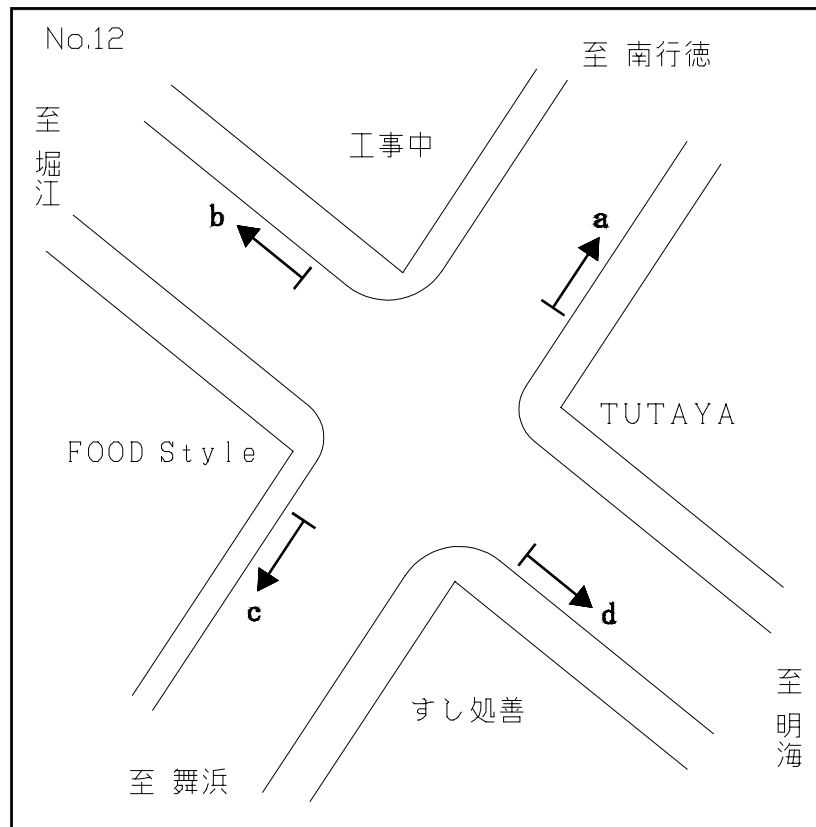 No.12
至 南行徳
至 堀江
工事中
b
a
TUTAYA
FOOD Style
c
d
すし処善
至 明海
至 舞浜